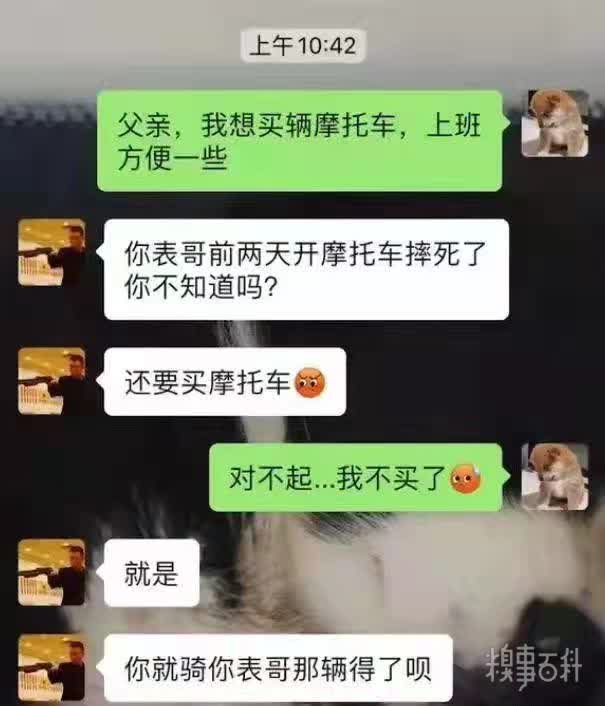 上午10:42
父亲，我想买辆摩托车，上班
方便一些
你表哥前两天开摩托车摔死了
你不知道吗？
还要买摩托车
对不起...我不买了
就是
你就骑你表哥那辆得了呗
糗事百科